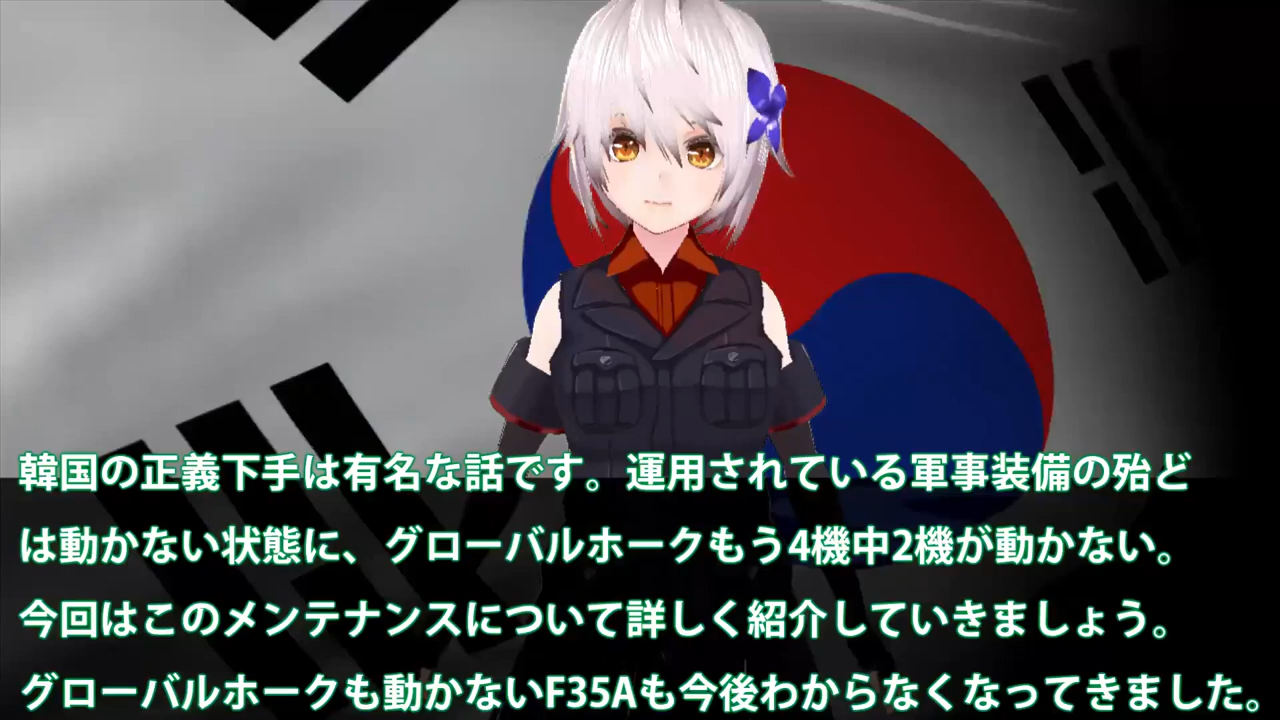 韓国の正義下手は有名な話です。運用されている軍事装備の殆ど
は動かない状態に、グローバルホークもう4機中2機が動かない。
今回はこのメンテナンスについて詳しく紹介していきましょう。
グローバルホークも動かないF35Aも今後わからなくなってきました。